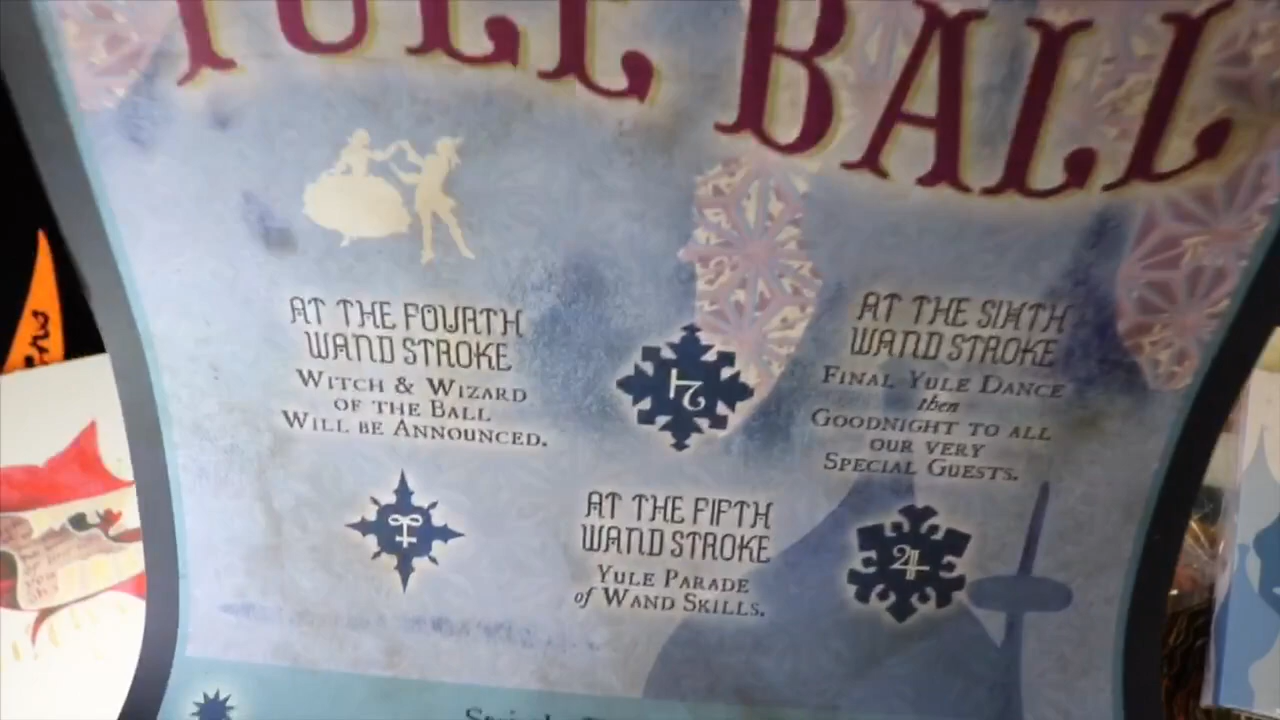 YULE BALL
AT THE FOURTH
WAND STROKE
WITCH & WIZARD
OF THE BALL
WILL BE ANNOUNCED.
AT THE FIFTH
WAND STROKE
YULE PARADE
of WAND SKILLS.
AT THE SIXTH
WAND STROKE
FINAL YULE DANCE
then
GOODNIGHT TO ALL
OUR VERY
SPECIAL GUESTS.